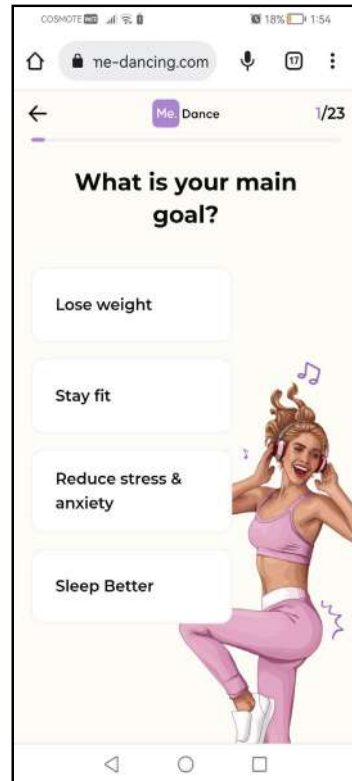 COSMOTE 18% 1:54
me-dancing.com 17
Me. Dance 1/23
What is your main
goal?
Lose weight
Stay fit
Reduce stress &
anxiety
Sleep Better